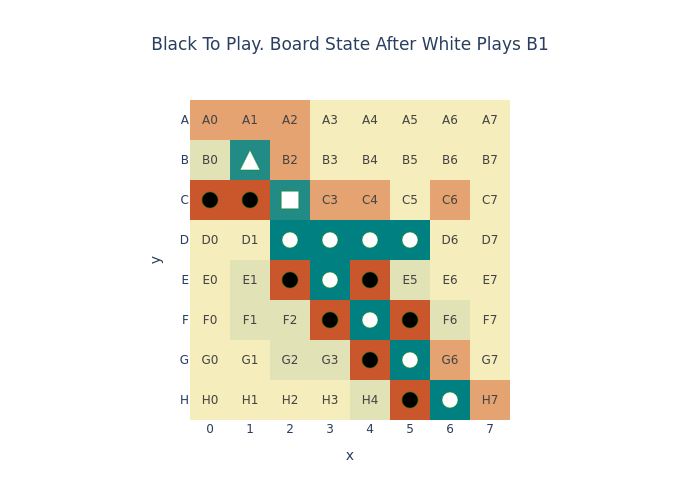 Black To Play. Board State After White Plays B1
A A0 A1 A2 A3 A4 A5 A6 A7
B B0 B2 B3 B4 B5 B6 B7
C C3 C4 C5 C6 C7
D D0 D1 D6 D7
y
E E0 E1 E5 E6 E7
F F0 F1 F2 F6 F7
G G0 G1 G2 G3 G6 G7
H H0 H1 H2 H3 H4 H7
0 1 2 3 4 5 6 7
x